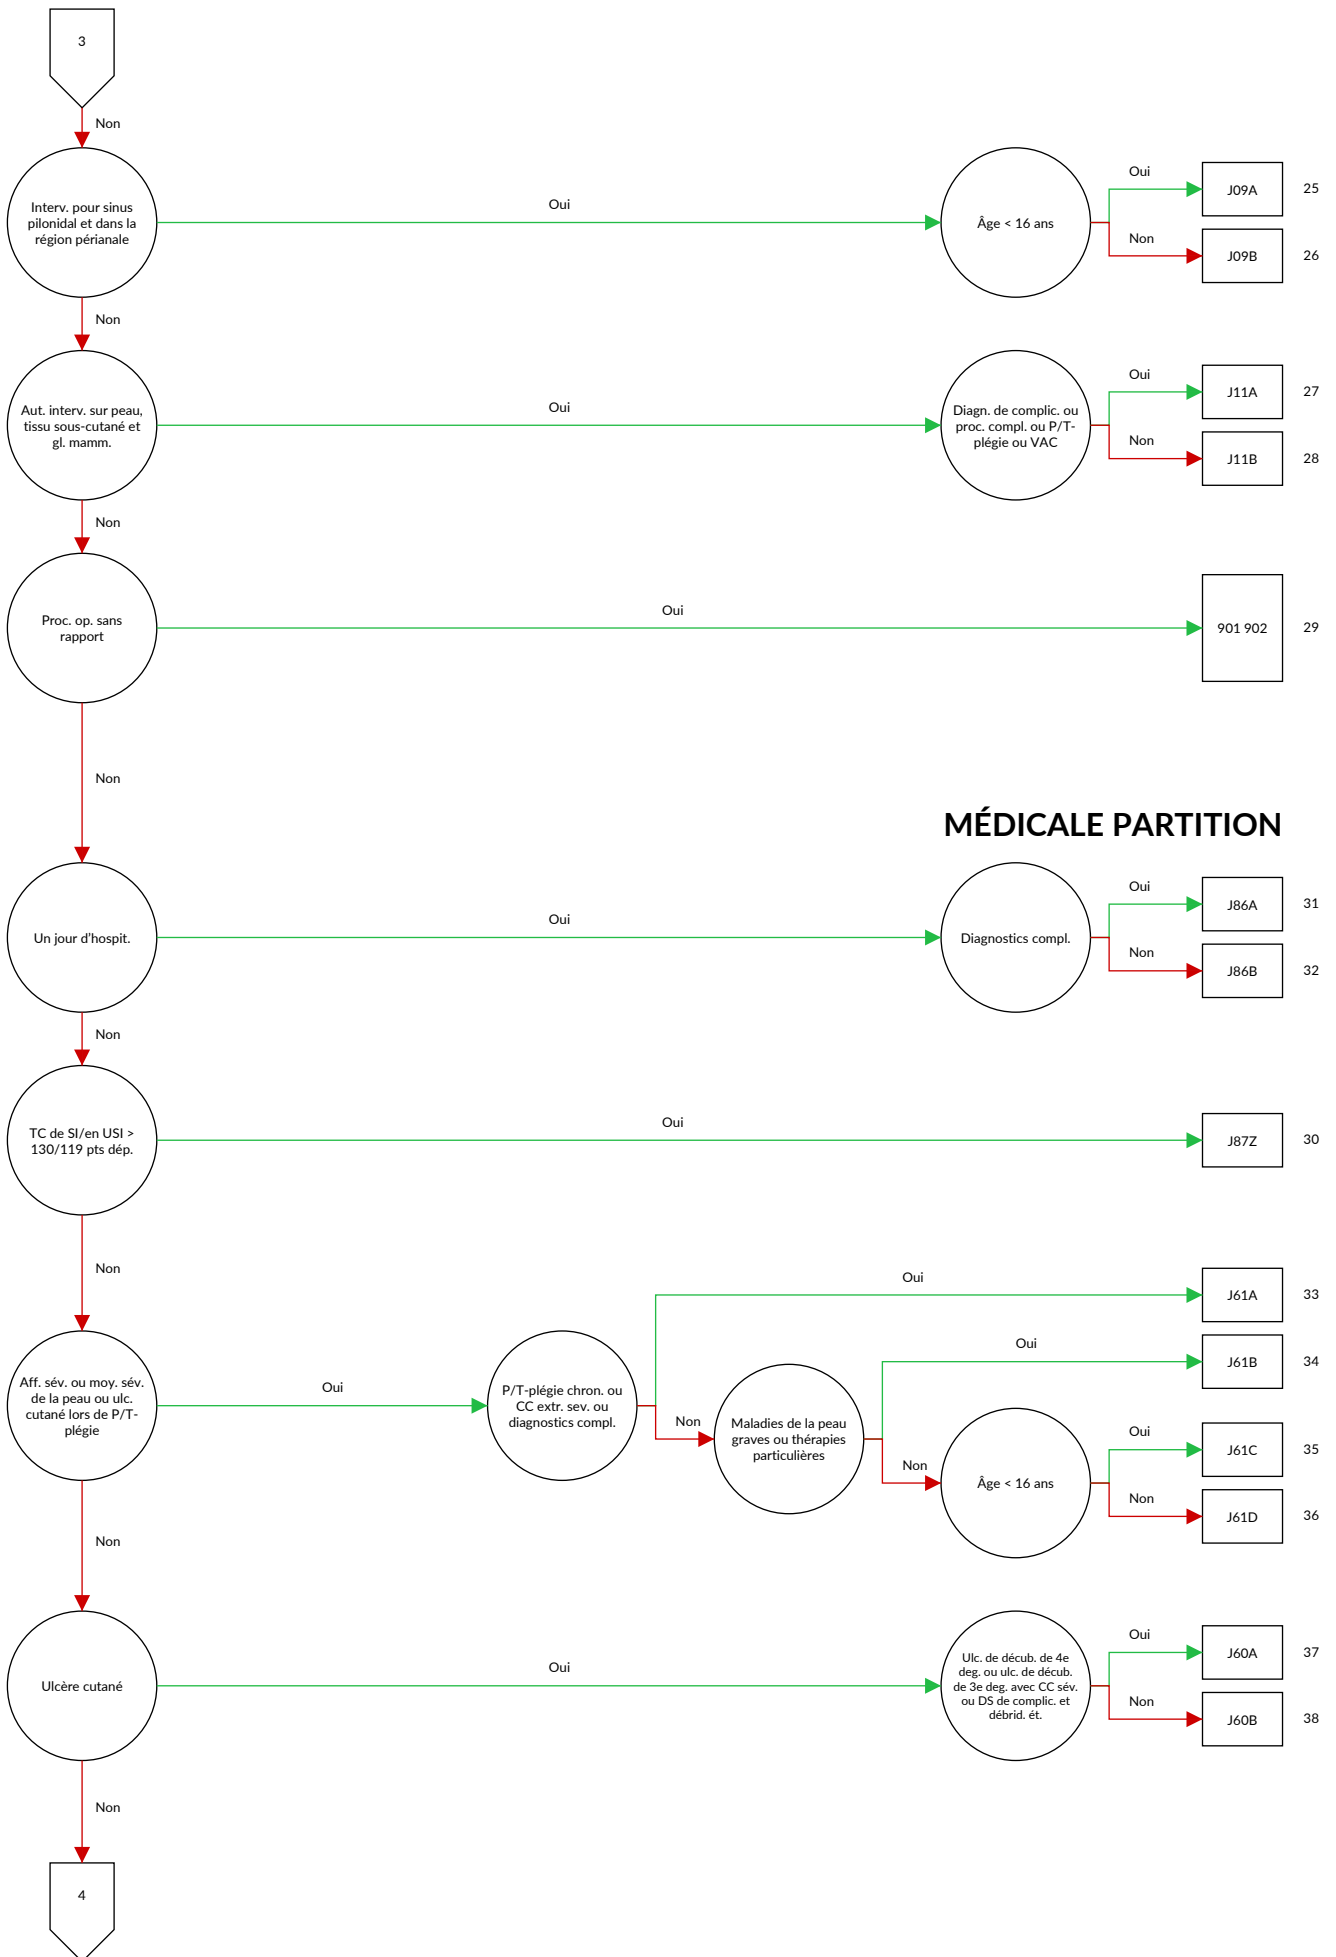 3
Non
Interv. pour sinus
pilonidal et dans la
région périanale
Oui
Âge < 16 ans
Oui
J09A
25
Non
J09B
26
Non
Aut. interv. sur peau,
tissu sous-cutané et
gl. mamm.
Oui
Diagn. de complic. ou
proc. compl. ou P/T-
plégie ou VAC
Oui
J11A
27
Non
J11B
28
Non
Proc. op. sans
rapport
Oui
901 902
29
Non
MÉDICALE PARTITION
Un jour d'hospit.
Oui
Diagnostics compl.
Oui
J86A
31
Non
J86B
32
Non
TC de SI/en USI >
130/119 pts dép.
Oui
J87Z
30
Non
Aff. sév. ou moy. sév.
de la peau ou ulc.
cutané lors de P/T-
plégie
Oui
P/T-plégie chron. ou
CC extr. sev. ou
diagnostics compl.
Oui
J61A
33
Non
Maladies de la peau
graves ou thérapies
particulières
Oui
J61B
34
Non
Âge < 16 ans
Oui
J61C
35
Non
J61D
36
Non
Ulcère cutané
Oui
Ulc. de décub. de 4e
deg. ou ulc. de décub.
de 3e deg. avec CC sév.
ou DS de complic. et
débrid. ét.
Oui
J60A
37
Non
J60B
38
Non
4